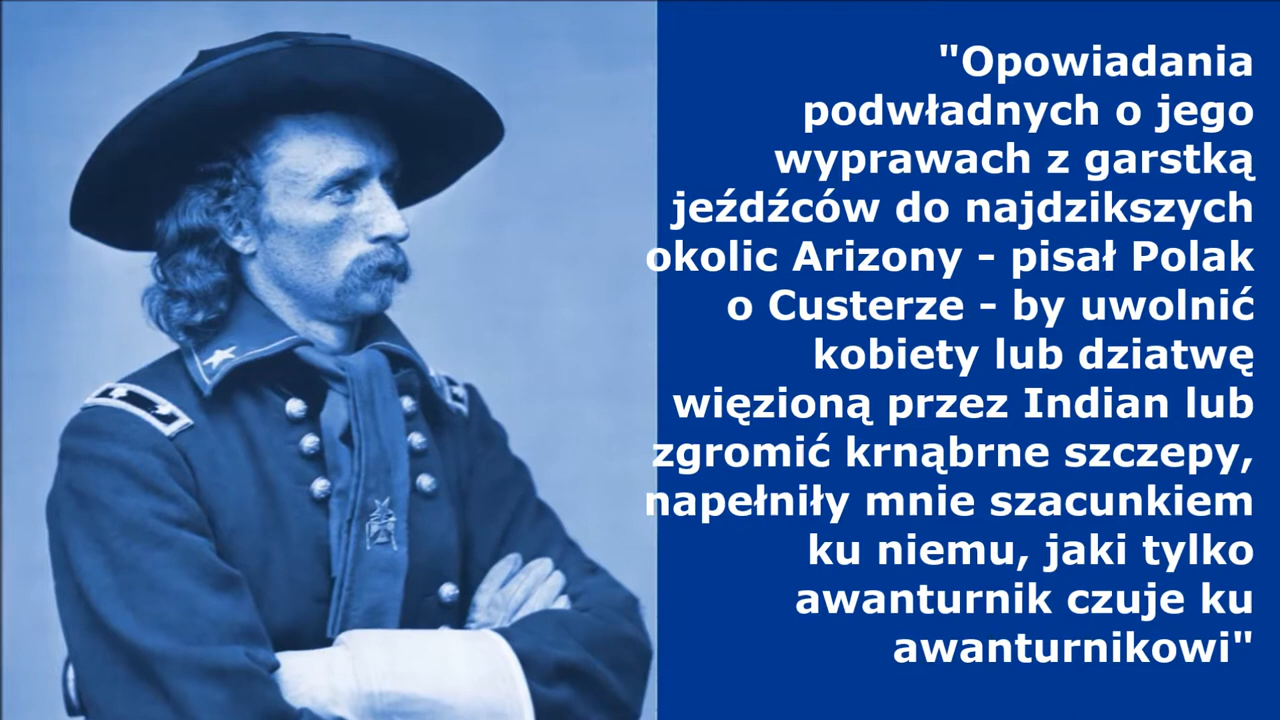 "Opowiadania
podwładnych o jego
wyprawach z garstką
jeźdźców do najdzikszych
okolic Arizony - pisał Polak
o Custerze - by uwolnić
kobiety lub dziatwę
więzioną przez Indian lub
zgromić krnąbrne szczepy,
napełniły mnie szacunkiem
ku niemu, jaki tylko
awanturnik czuje ku
awanturnikowi"